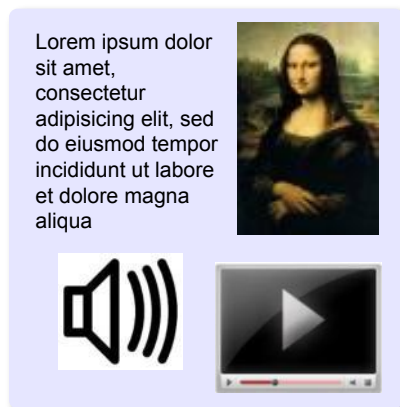 Lorem ipsum dolor
sit amet,
consectetur
adipisicing elit, sed
do eiusmod tempor
incididunt ut labore
et dolore magna
aliqua